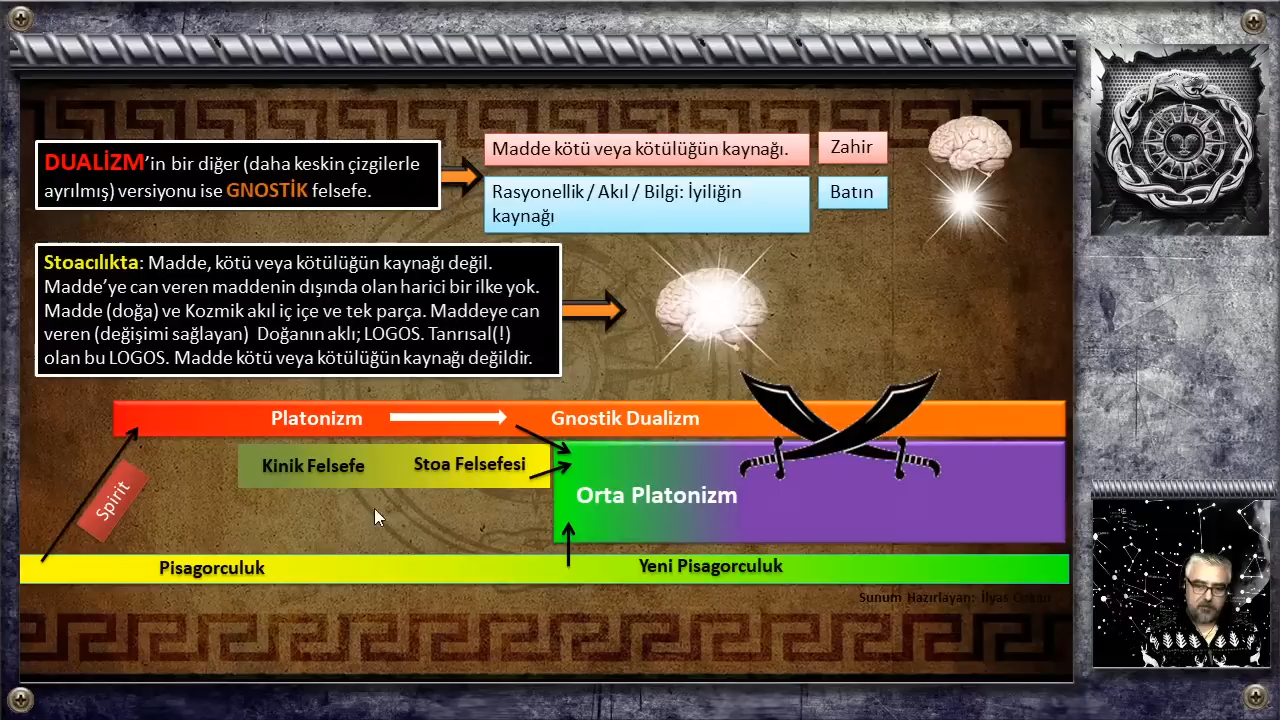 DUALİZM’in bir diğer (daha keskin çizgilerle
ayrılmış) versiyonu ise GNOSTİK felsefe.
Madde kötü veya kötülüğün kaynağı.
Zahir
Rasyonellik / Akıl / Bilgi: İyiliğin
kaynağı
Batın
Stoacılıkta: Madde, kötü veya kötülüğün kaynağı değil.
Madde’ye can veren maddenin dışında olan harici bir ilke yok.
Madde (doğa) ve Kozmik akıl iç içe ve tek parça. Maddeye can
veren (değişimi sağlayan) Doğanın aklı; LOGOS. Tanrısal(!)
olan bu LOGOS. Madde kötü veya kötülüğün kaynağı değildir.
Platonizm
Gnostik Dualizm
Kinik Felsefe
Stoa Felsefesi
Orta Platonizm
Spirit
Pisagorculuk
Yeni Pisagorculuk
Sunum Hazırlayan: İlyas